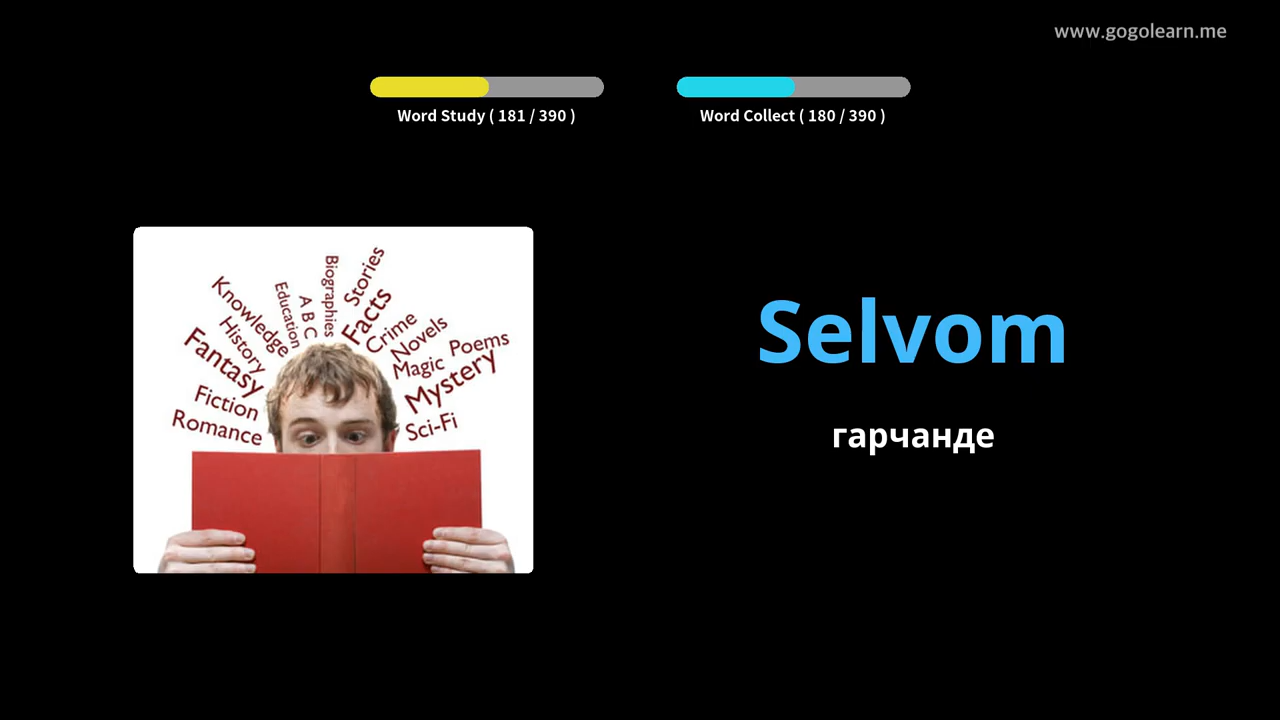 www.gogolearn.me
Word Study ( 181 / 390 )
Word Collect ( 180 / 390 )
Biographies
Stories
Education
A B C
Facts
Knowledge
History
Crime
Novels
Poems
Fantasy
Magic
Mystery
Fiction
Romance
Sci-Fi
Selvom
гарчанде